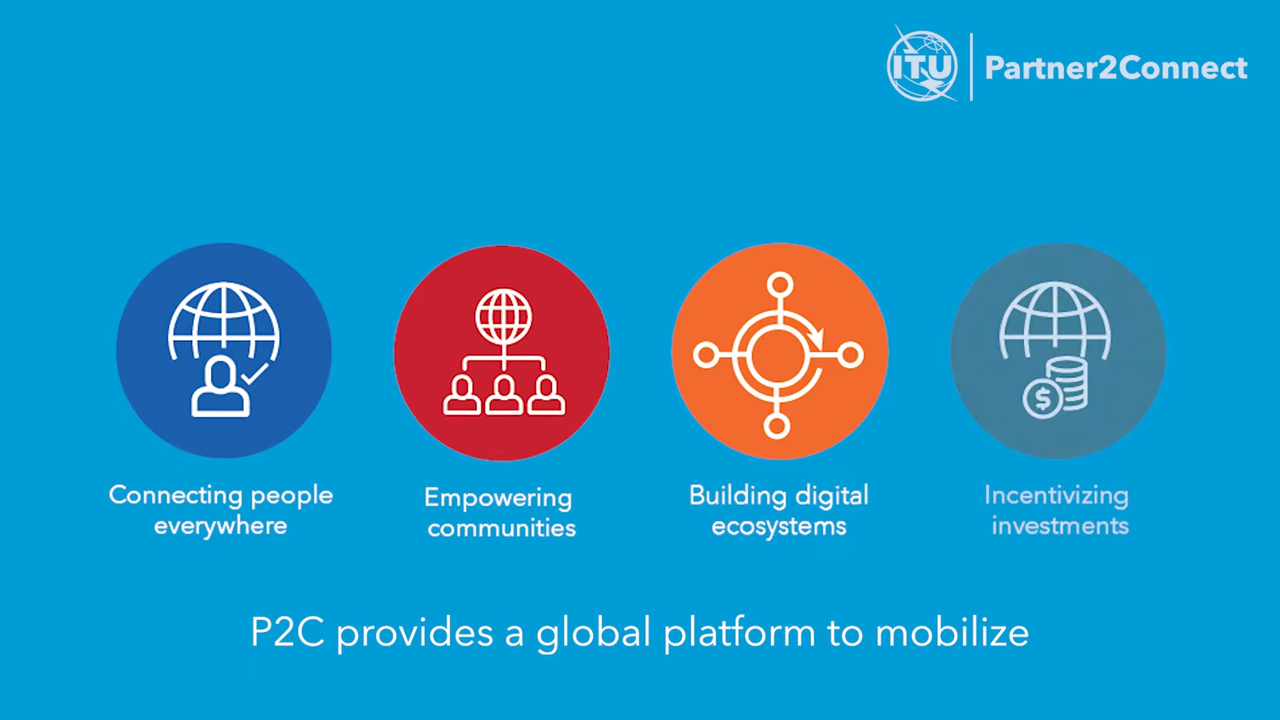 ITU
Partner2Connect
$
Connecting people
everywhere
Empowering
communities
Building digital
ecosystems
Incentivizing
investments
P2C provides a global platform to mobilize